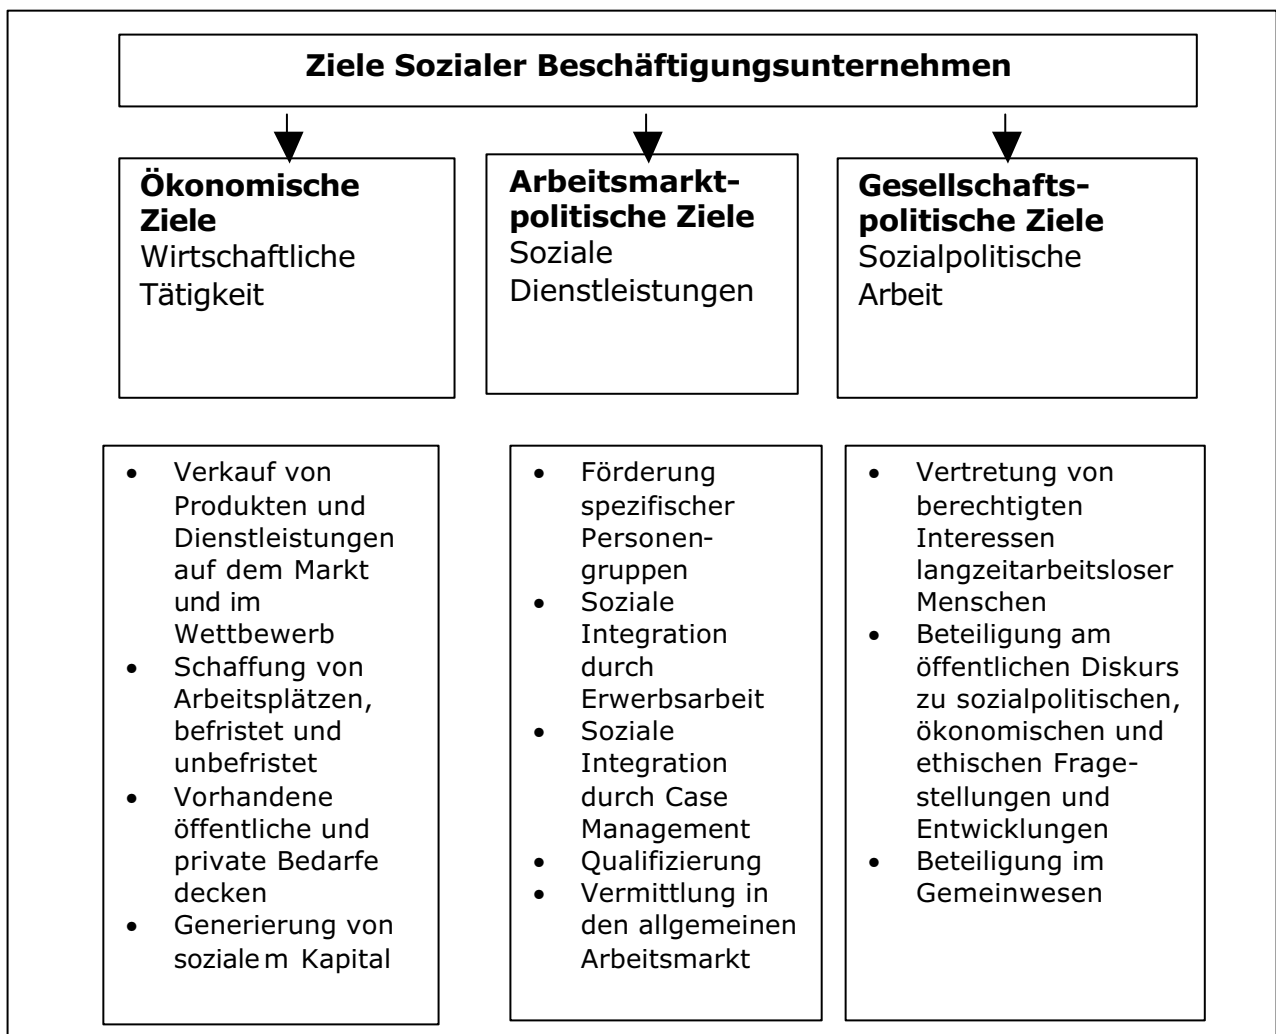 Ziele Sozialer Beschäftigungsunternehmen
Ökonomische
Ziele
Wirtschaftliche
Tätigkeit
Arbeitsmarkt-
politische Ziele
Soziale
Dienstleistungen
Gesellschafts-
politische Ziele
Sozialpolitische
Arbeit
• Verkauf von
Produkten und
Dienstleistungen
auf dem Markt
und im
Wettbewerb
• Schaffung von
Arbeitsplätzen,
befristet und
unbefristet
• Vorhandene
öffentliche und
private Bedarfe
decken
• Generierung von
sozialem Kapital
• Förderung
spezifischer
Personen-
gruppen
• Soziale
Integration
durch
Erwerbsarbeit
• Soziale
Integration
durch Case
Management
• Qualifizierung
• Vermittlung in
den allgemeinen
Arbeitsmarkt
• Vertretung von
berechtigten
Interessen
langzeitarbeitsloser
Menschen
• Beteiligung am
öffentlichen Diskurs
zu sozialpolitischen,
ökonomischen und
ethischen Frage-
stellungen und
Entwicklungen
• Beteiligung im
Gemeinwesen